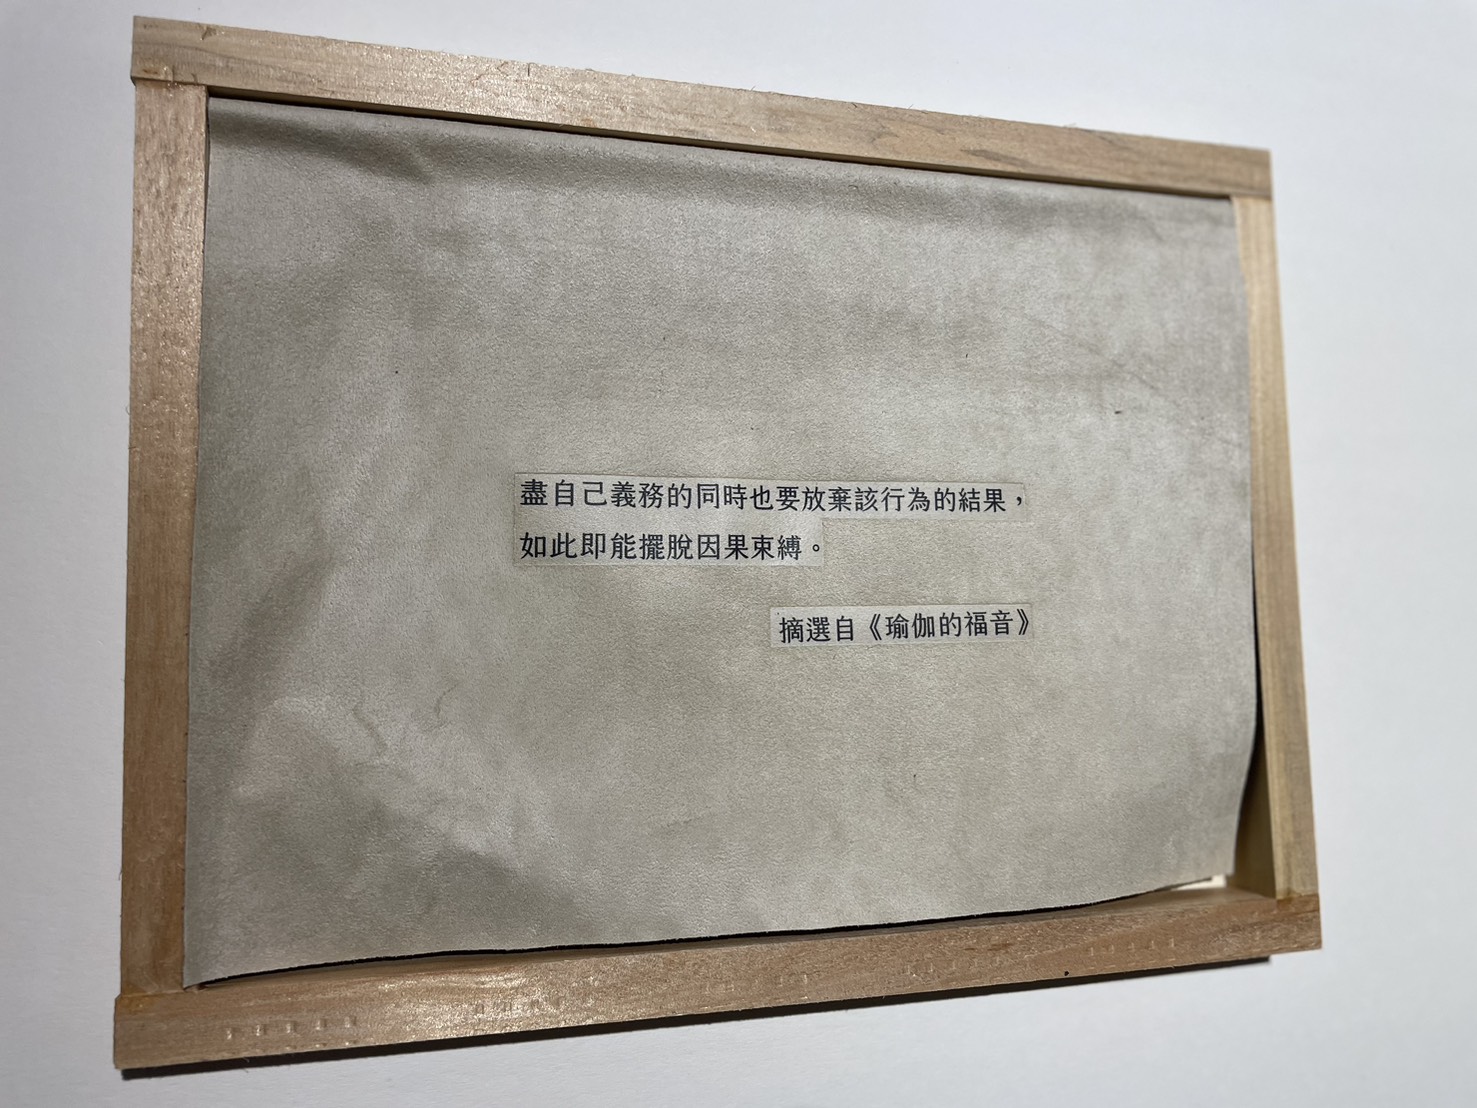 盡自己義務的同時也要放棄該行為的結果，
如此即能擺脫因果束縛。
摘選自《瑜伽的福音》